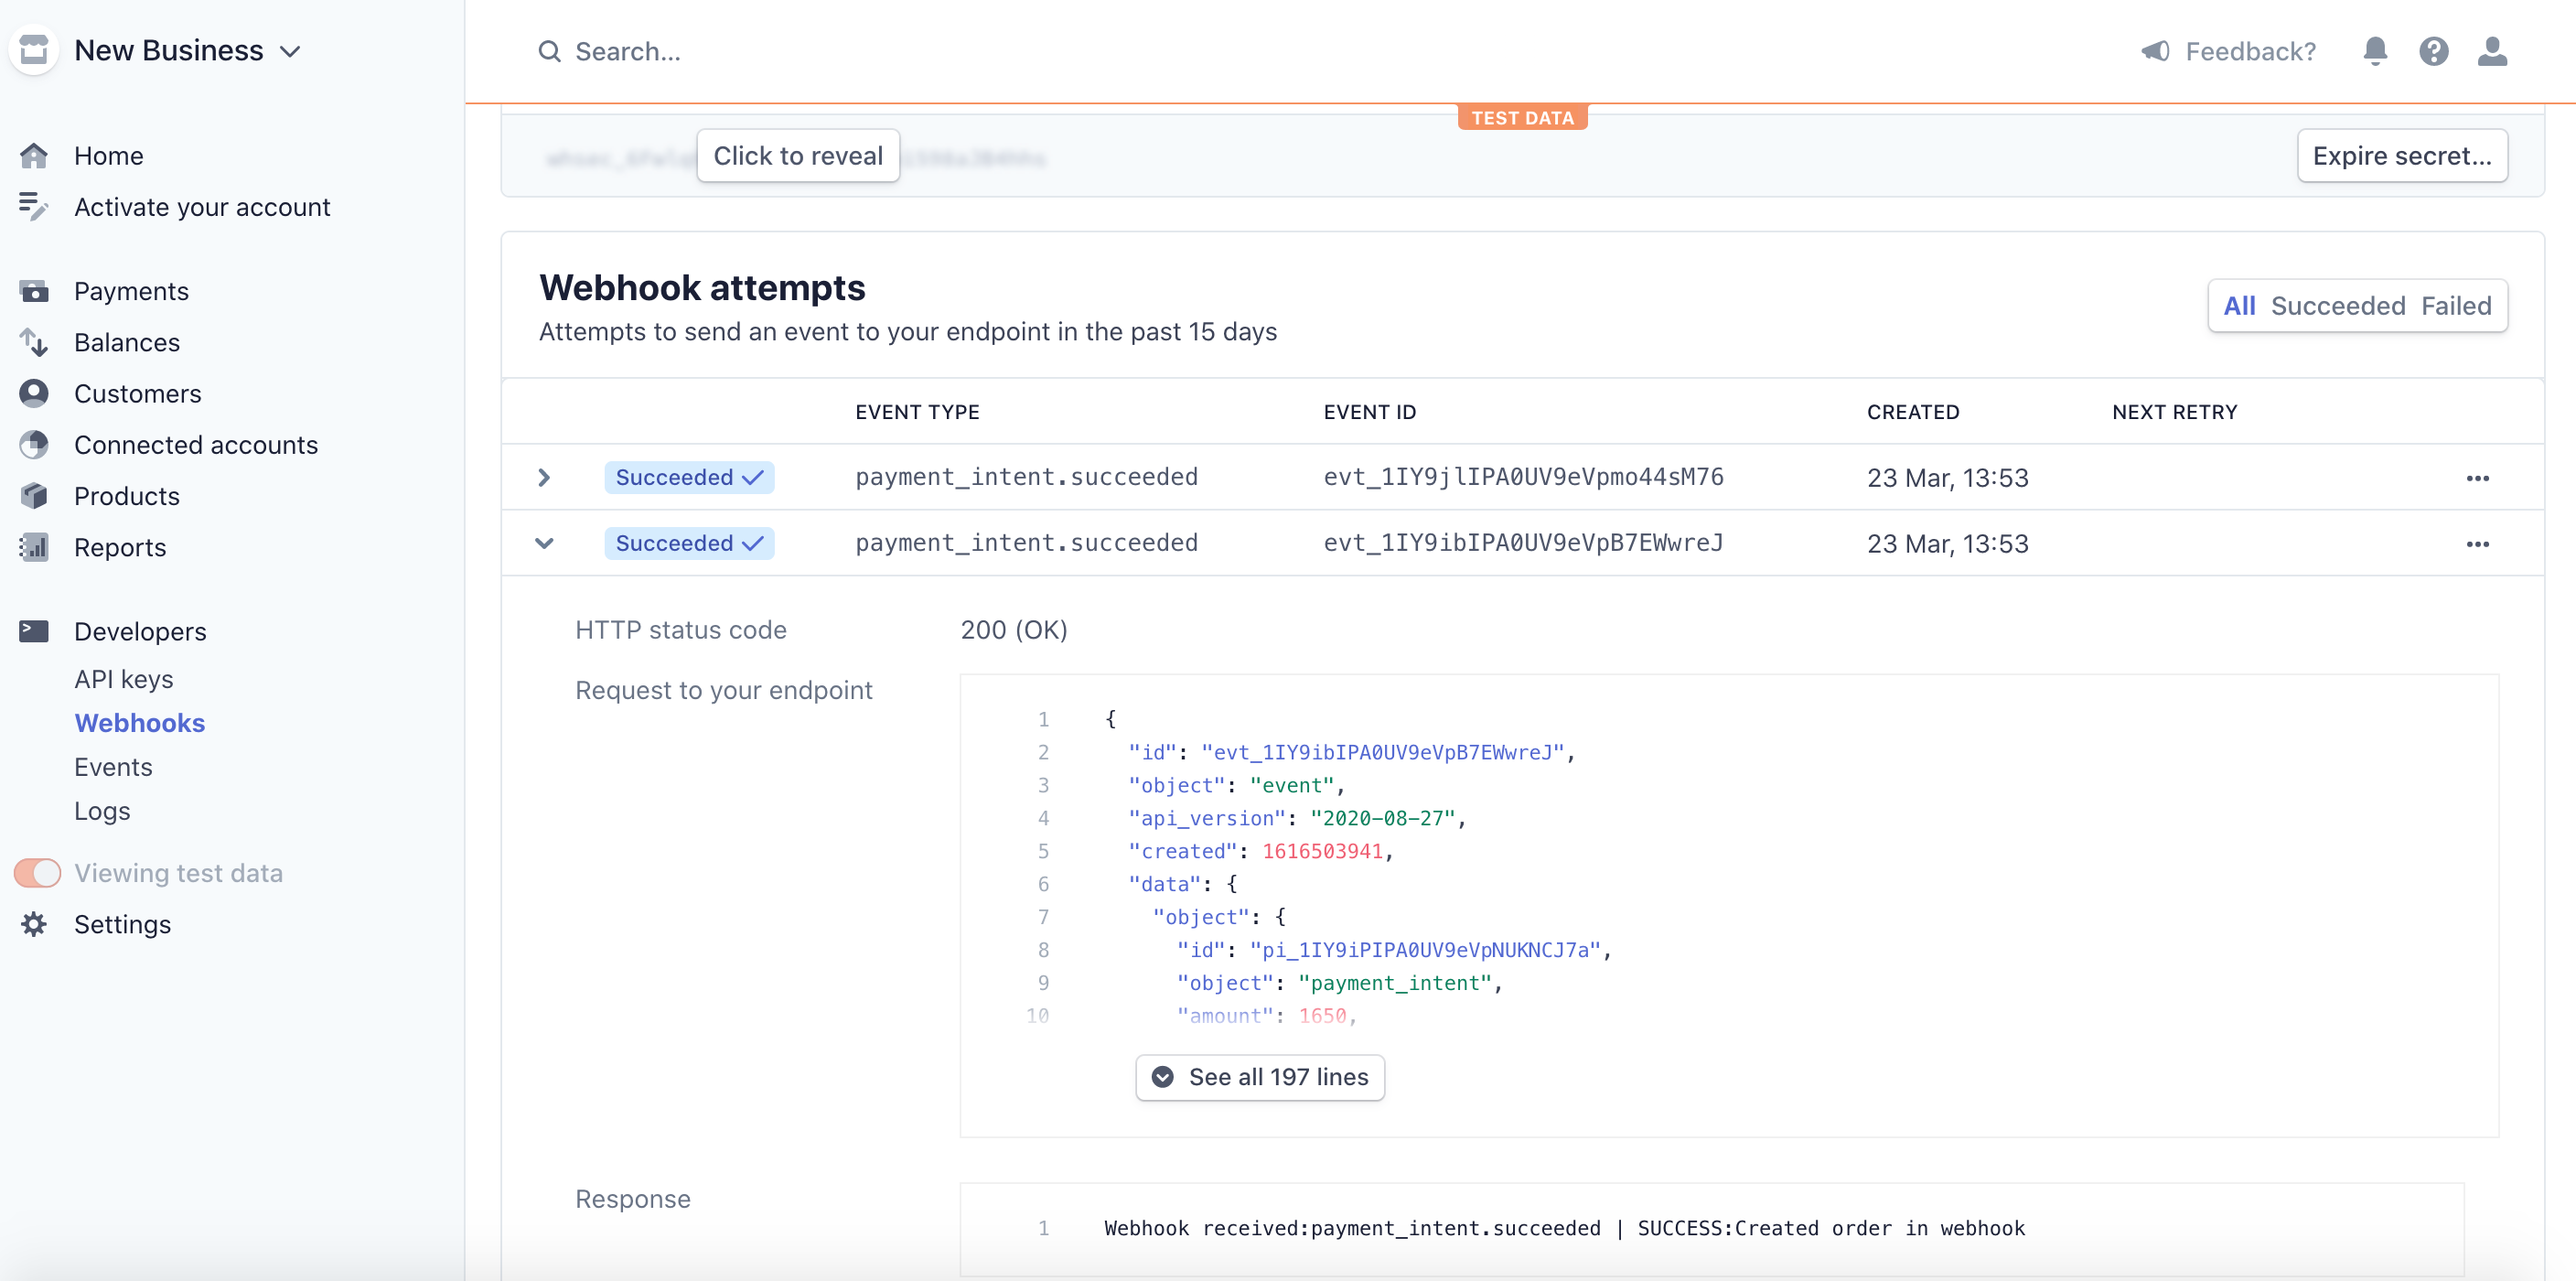 New Business
Home
Activate your account
Payments
Balances
Customers
Connected accounts
Products
Reports
Developers
API keys
Webhooks
Events
Logs
Viewing test data
Settings
Search...
Feedback?
TEST DATA
Click to reveal
Expire secret...
Webhook attempts
Attempts to send an event to your endpoint in the past 15 days
All Succeeded Failed
EVENT TYPE EVENT ID CREATED NEXT RETRY
Succeeded payment_intent.succeeded evt_1IY9jlIPA0UV9eVpmo44sM76 23 Mar, 13:53
Succeeded payment_intent.succeeded evt_1IY9ibIPA0UV9eVpB7EWwreJ 23 Mar, 13:53
HTTP status code 200 (OK)
Request to your endpoint
1 {
2 "id": "evt_1IY9ibIPA0UV9eVpB7EWwreJ",
3 "object": "event",
4 "api_version": "2020-08-27",
5 "created": 1616503941,
6 "data": {
7 "object": {
8 "id": "pi_1IY9iPIPA0UV9eVpNUKNCJ7a",
9 "object": "payment_intent",
10 "amount": 1650,
See all 197 lines
Response
1 Webhook received:payment_intent.succeeded | SUCCESS:Created order in webhook